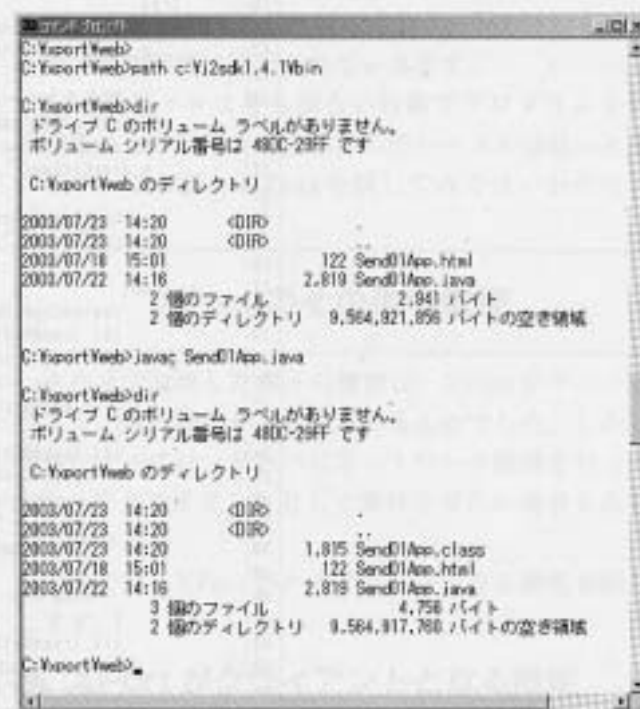 コマンド プロンプト
C:¥xport¥web>
C:¥xport¥web>path c:¥j2sdk1.4.1¥bin
C:¥xport¥web>dir
ドライブ C のボリューム ラベルがありません。
ボリューム シリアル番号は 48DC-29FF です
C:¥xport¥web のディレクトリ
2003/07/23 14:20 <DIR> .
2003/07/23 14:20 <DIR> ..
2003/07/18 15:01 122 Send01App.html
2003/07/22 14:16 2,819 Send01App.java
2 個のファイル 2,941 バイト
2 個のディレクトリ 9,564,921,856 バイトの空き領域
C:¥xport¥web>javac Send01App.java
C:¥xport¥web>dir
ドライブ C のボリューム ラベルがありません。
ボリューム シリアル番号は 48DC-29FF です
C:¥xport¥web のディレクトリ
2003/07/23 14:20 <DIR> .
2003/07/23 14:20 <DIR> ..
2003/07/23 14:20 1,815 Send01App.class
2003/07/18 15:01 122 Send01App.html
2003/07/22 14:16 2,819 Send01App.java
3 個のファイル 4,756 バイト
2 個のディレクトリ 9,564,917,760 バイトの空き領域
C:¥xport¥web>